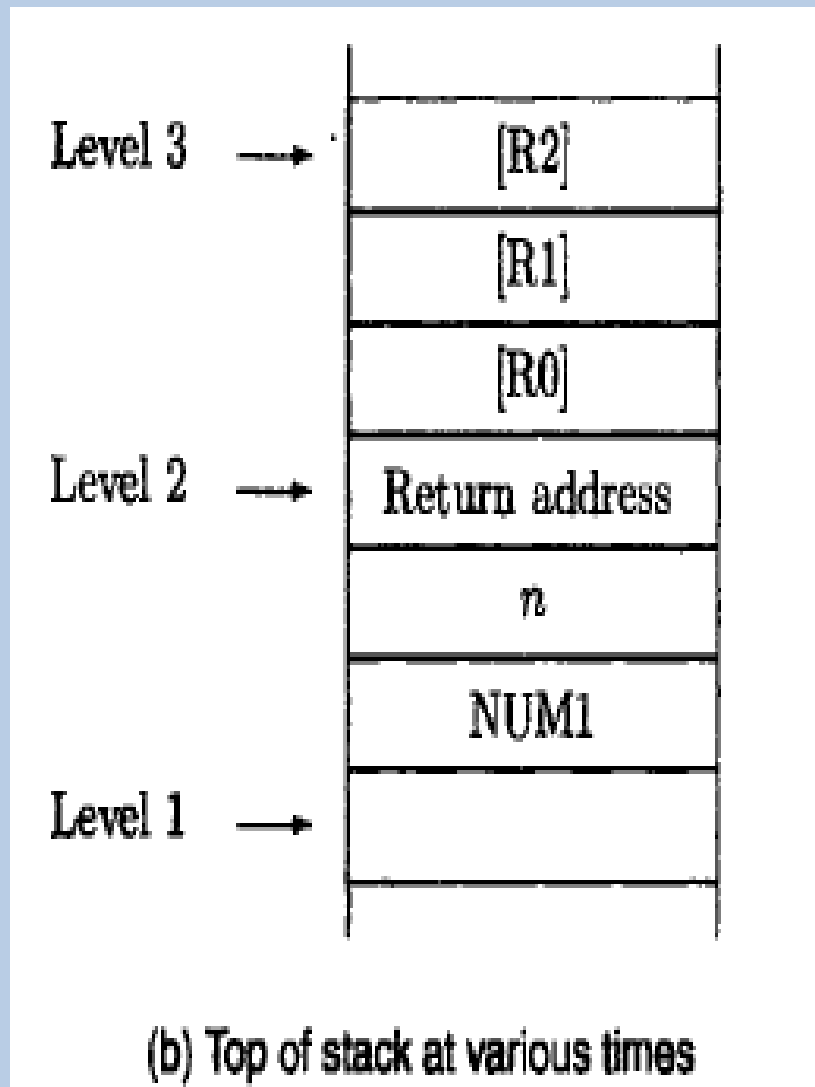 Level 3 → [R2]
[R1]
[R0]
Level 2 → Return address
n
NUM1
Level 1 →
(b) Top of stack at various times